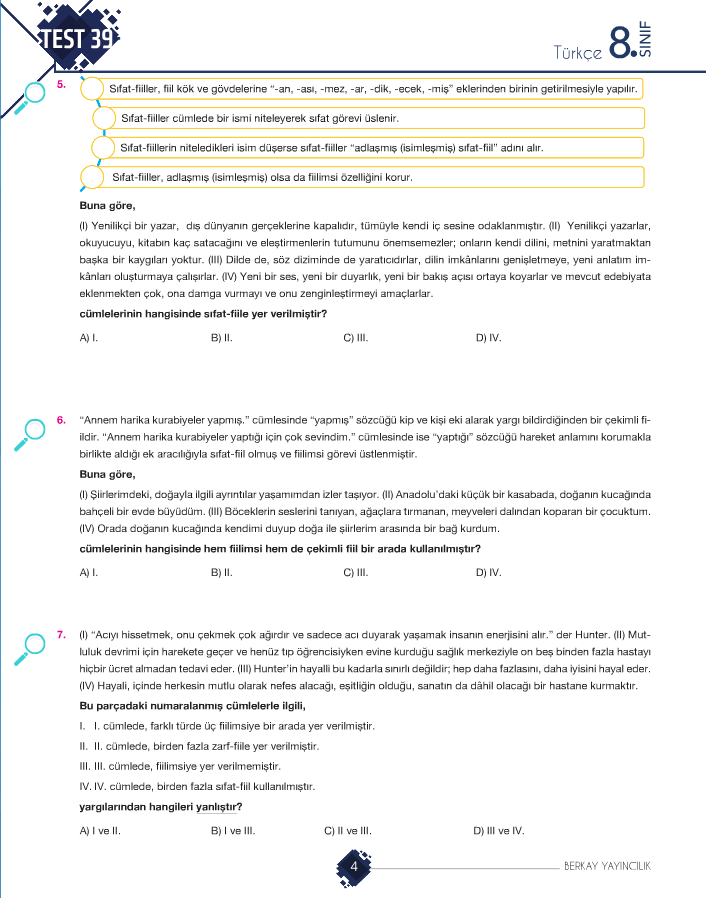 TEST 39
Türkçe 8. SINIF
5. Sıfat-fiiller, fiil kök ve gövdelerine “-an, -ası, -mez, -ar, -dik, -ecek, -miş” eklerinden birinin getirilmesiyle yapılır.
Sıfat-fiiller cümlede bir ismi niteleyerek sıfat görevi üslenir.
Sıfat-fiillerin niteledikleri isim düşerse sıfat-fiiller “adlaşmış (isimleşmiş) sıfat-fiil” adını alır.
Sıfat-fiiller, adlaşmış (isimleşmiş) olsa da fiilimsi özelliğini korur.
Buna göre,
(I) Yenilikçi bir yazar, dış dünyanın gerçeklerine kapalıdır, tümüyle kendi iç sesine odaklanmıştır. (II) Yenilikçi yazarlar,
okuyucuyu, kitabın kaç satacağını ve eleştirmenlerin tutumunu önemsemezler; onların kendi dilini, metnini yaratmaktan
başka bir kaygıları yoktur. (III) Dilde de, söz diziminde de yaratıcıdırlar, dilin imkânlarını genişletmeye, yeni anlatım im-
kânları oluşturmaya çalışırlar. (IV) Yeni bir ses, yeni bir duyarlık, yeni bir bakış açısı ortaya koyarlar ve mevcut edebiyata
eklenmekten çok, ona damga vurmayı ve onu zenginleştirmeyi amaçlarlar.
cümlelerinin hangisinde sıfat-fiile yer verilmiştir?
A) I. B) II. C) III. D) IV.
6. “Annem harika kurabiyeler yapmış.” cümlesinde “yapmış” sözcüğü kip ve kişi eki alarak yargı bildirdiğinden bir çekimli fi-
ildir. “Annem harika kurabiyeler yaptığı için çok sevindim.” cümlesinde ise “yaptığı” sözcüğü hareket anlamını korumakla
birlikte aldığı ek aracılığıyla sıfat-fiil olmuş ve fiilimsi görevi üstlenmiştir.
Buna göre,
(I) Şiirlerimdeki, doğayla ilgili ayrıntılar yaşamımdan izler taşıyor. (II) Anadolu’daki küçük bir kasabada, doğanın kucağında
bahçeli bir evde büyüdüm. (III) Böceklerin seslerini tanıyan, ağaçlara tırmanan, meyveleri dalından koparan bir çocuktum.
(IV) Orada doğanın kucağında kendimi duyup doğa ile şiirlerim arasında bir bağ kurdum.
cümlelerinin hangisinde hem fiilimsi hem de çekimli fiil bir arada kullanılmıştır?
A) I. B) II. C) III. D) IV.
7. (I) “Acıyı hissetmek, onu çekmek çok ağırdır ve sadece acı duyarak yaşamak insanın enerjisini alır.” der Hunter. (II) Mut-
luluk devrimi için harekete geçer ve henüz tıp öğrencisiyken evine kurduğu sağlık merkeziyle on beş binden fazla hastayı
hiçbir ücret almadan tedavi eder. (III) Hunter’in hayalli bu kadarla sınırlı değildir; hep daha fazlasını, daha iyisini hayal eder.
(IV) Hayali, içinde herkesin mutlu olarak nefes alacağı, eşitliğin olduğu, sanatın da dâhil olacağı bir hastane kurmaktır.
Bu parçadaki numaralanmış cümlelerle ilgili,
I. I. cümlede, farklı türde üç fiilimsiye bir arada yer verilmiştir.
II. II. cümlede, birden fazla zarf-fiile yer verilmiştir.
III. III. cümlede, fiilimsiye yer verilmemiştir.
IV. IV. cümlede, birden fazla sıfat-fiil kullanılmıştır.
yargılarından hangileri yanlıştır?
A) I ve II. B) I ve III. C) II ve III. D) III ve IV.
4 BERKAY YAYINCILIK